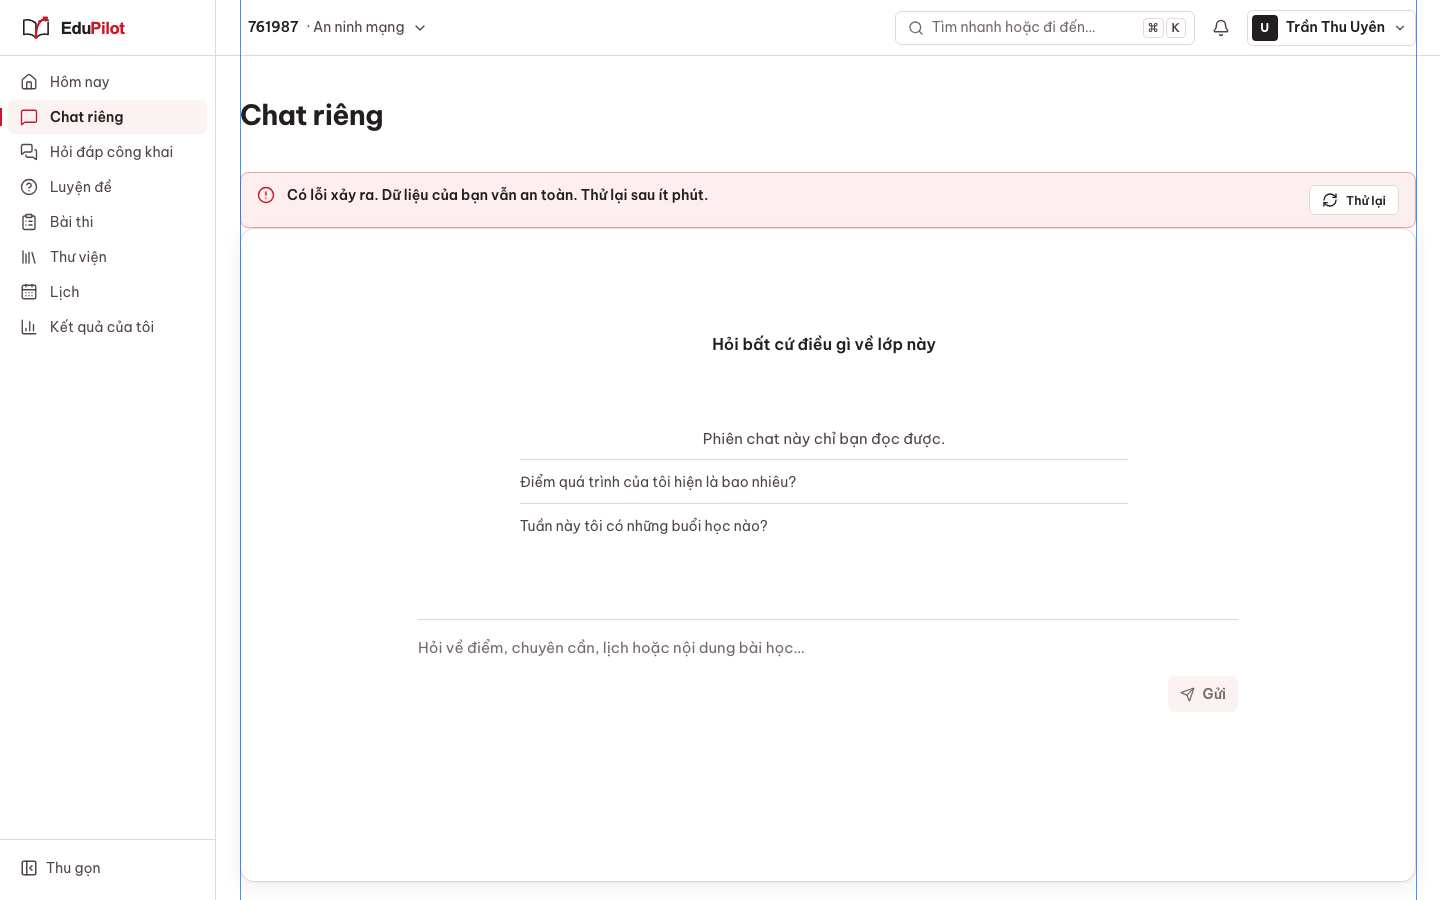 EduPilot
761987 · An ninh mạng
Tìm nhanh hoặc đi đến...
⌘ K
U Trần Thu Uyên
Hôm nay
Chat riêng
Hỏi đáp công khai
Luyện đề
Bài thi
Thư viện
Lịch
Kết quả của tôi
Thu gọn
Chat riêng
Có lỗi xảy ra. Dữ liệu của bạn vẫn an toàn. Thử lại sau ít phút.
Thử lại
Hỏi bất cứ điều gì về lớp này
Phiên chat này chỉ bạn đọc được.
Điểm quá trình của tôi hiện là bao nhiêu?
Tuần này tôi có những buổi học nào?
Hỏi về điểm, chuyên cần, lịch hoặc nội dung bài học...
Gửi